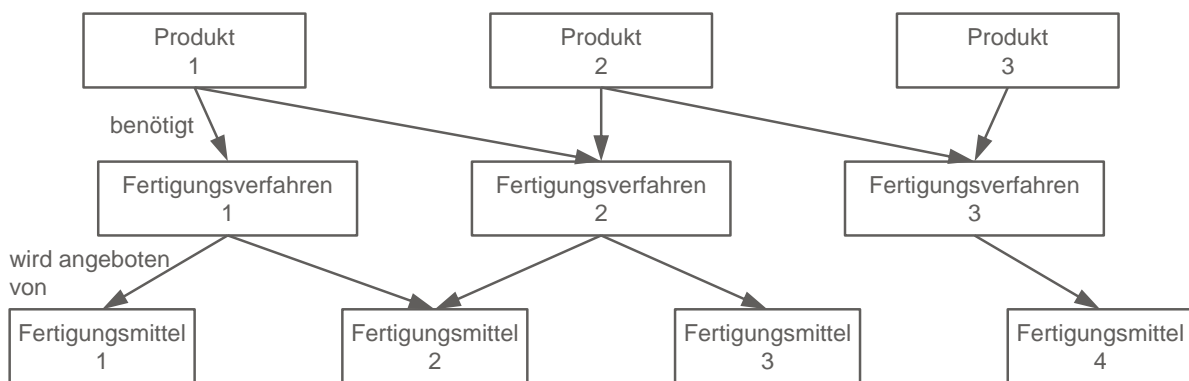 Produkt
1
Produkt
2
Produkt
3
benötigt
Fertigungsverfahren
1
Fertigungsverfahren
2
Fertigungsverfahren
3
wird angeboten
von
Fertigungsmittel
1
Fertigungsmittel
2
Fertigungsmittel
3
Fertigungsmittel
4